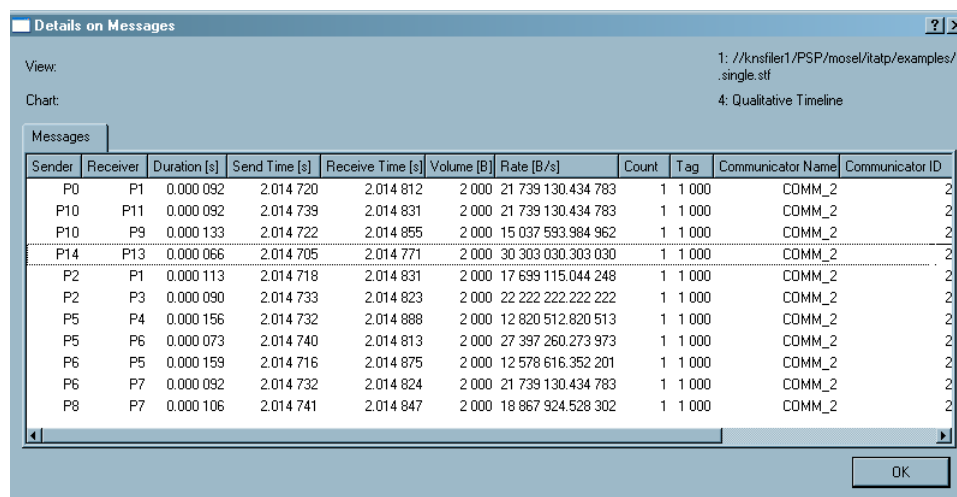 Details on Messages ? x
View: 1: //knsfiler1/PSP/mosel/itatp/examples/
.single.stf
Chart: 4: Qualitative Timeline
Messages
Sender Receiver Duration [s] Send Time [s] Receive Time [s] Volume [B] Rate [B/s] Count Tag Communicator Name Communicator ID
P0 P1 0.000 092 2.014 720 2.014 812 2 000 21 739 130.434 783 1 1 000 COMM_2 2
P10 P11 0.000 092 2.014 739 2.014 831 2 000 21 739 130.434 783 1 1 000 COMM_2 2
P10 P9 0.000 133 2.014 722 2.014 855 2 000 15 037 593.984 962 1 1 000 COMM_2 2
P14 P13 0.000 066 2.014 705 2.014 771 2 000 30 303 030.303 030 1 1 000 COMM_2 2
P2 P1 0.000 113 2.014 718 2.014 831 2 000 17 699 115.044 248 1 1 000 COMM_2 2
P2 P3 0.000 090 2.014 733 2.014 823 2 000 22 222 222.222 222 1 1 000 COMM_2 2
P5 P4 0.000 156 2.014 732 2.014 888 2 000 12 820 512.820 513 1 1 000 COMM_2 2
P5 P6 0.000 073 2.014 740 2.014 813 2 000 27 397 260.273 973 1 1 000 COMM_2 2
P6 P5 0.000 159 2.014 716 2.014 875 2 000 12 578 616.352 201 1 1 000 COMM_2 2
P6 P7 0.000 092 2.014 732 2.014 824 2 000 21 739 130.434 783 1 1 000 COMM_2 2
P8 P7 0.000 106 2.014 741 2.014 847 2 000 18 867 924.528 302 1 1 000 COMM_2 2
OK